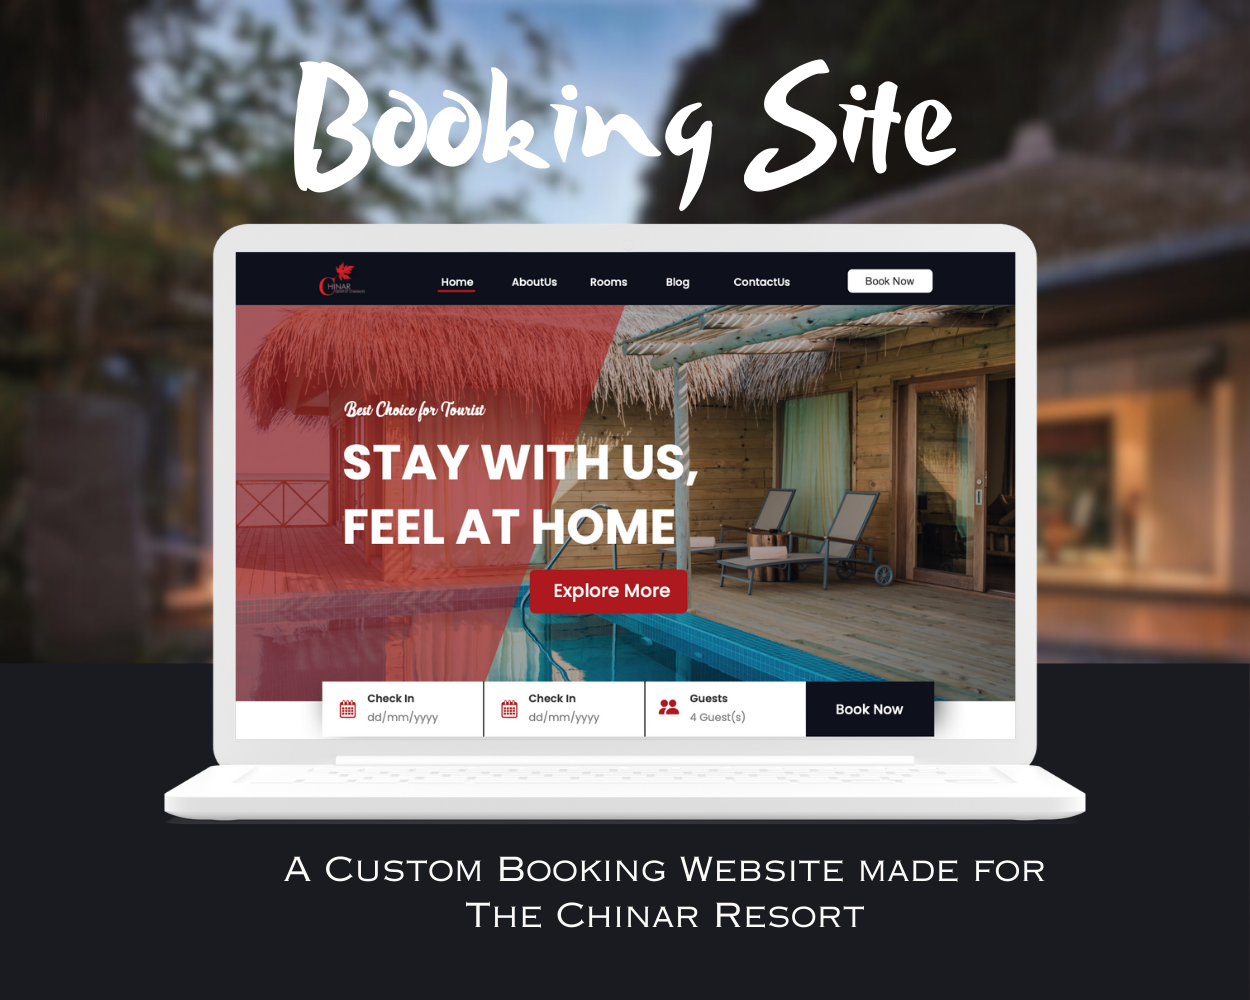 Booking Site
CHINAR
Home AboutUs Rooms Blog ContactUs Book Now
Best Choice for Tourist
STAY WITH US,
FEEL AT HOME
Explore More
Check In Check In Guests
dd/mm/yyyy dd/mm/yyyy 4 Guest(s) Book Now
A Custom Booking Website made for
The Chinar Resort